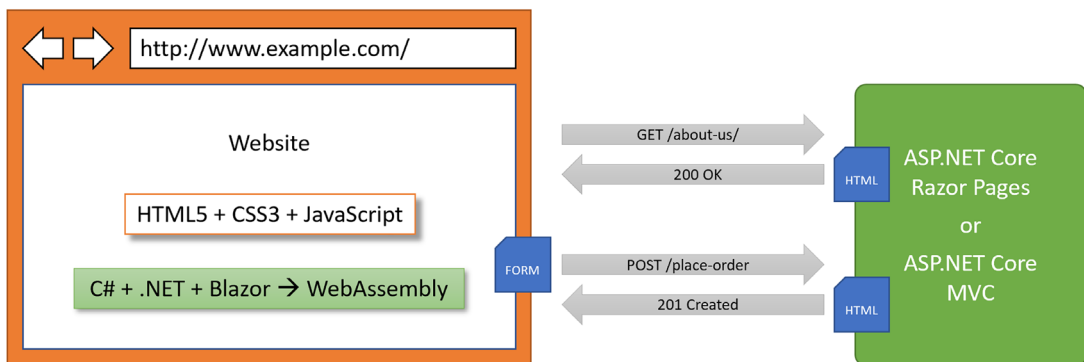 http://www.example.com/
Website
HTML5 + CSS3 + JavaScript
C# + .NET + Blazor → WebAssembly
FORM
GET /about-us/
200 OK
HTML
POST /place-order
201 Created
HTML
ASP.NET Core
Razor Pages
or
ASP.NET Core
MVC